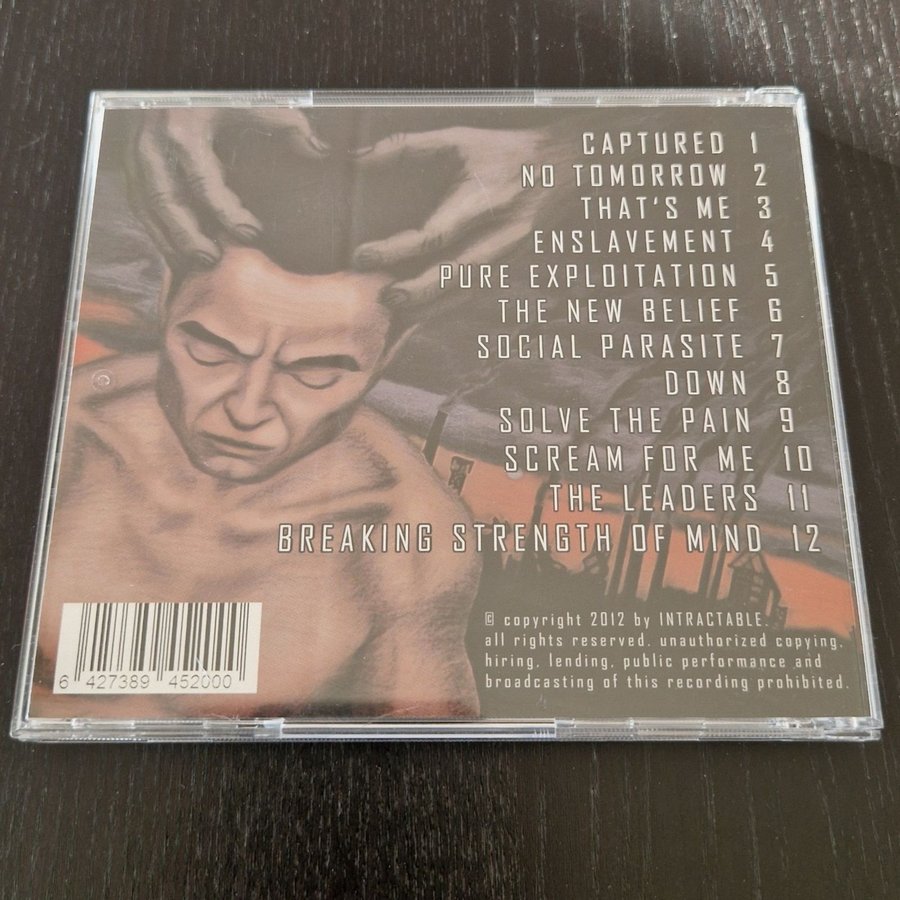 CAPTURED 1
NO TOMORROW 2
THAT'S ME 3
ENSLAVEMENT 4
PURE EXPLOITATION 5
THE NEW BELIEF 6
SOCIAL PARASITE 7
DOWN 8
SOLVE THE PAIN 9
SCREAM FOR ME 10
THE LEADERS 11
BREAKING STRENGTH OF MIND 12
© copyright 2012 by INTRACTABLE.
all rights reserved. unauthorized copying,
hiring, lending, public performance and
broadcasting of this recording prohibited.
6 427389 452000